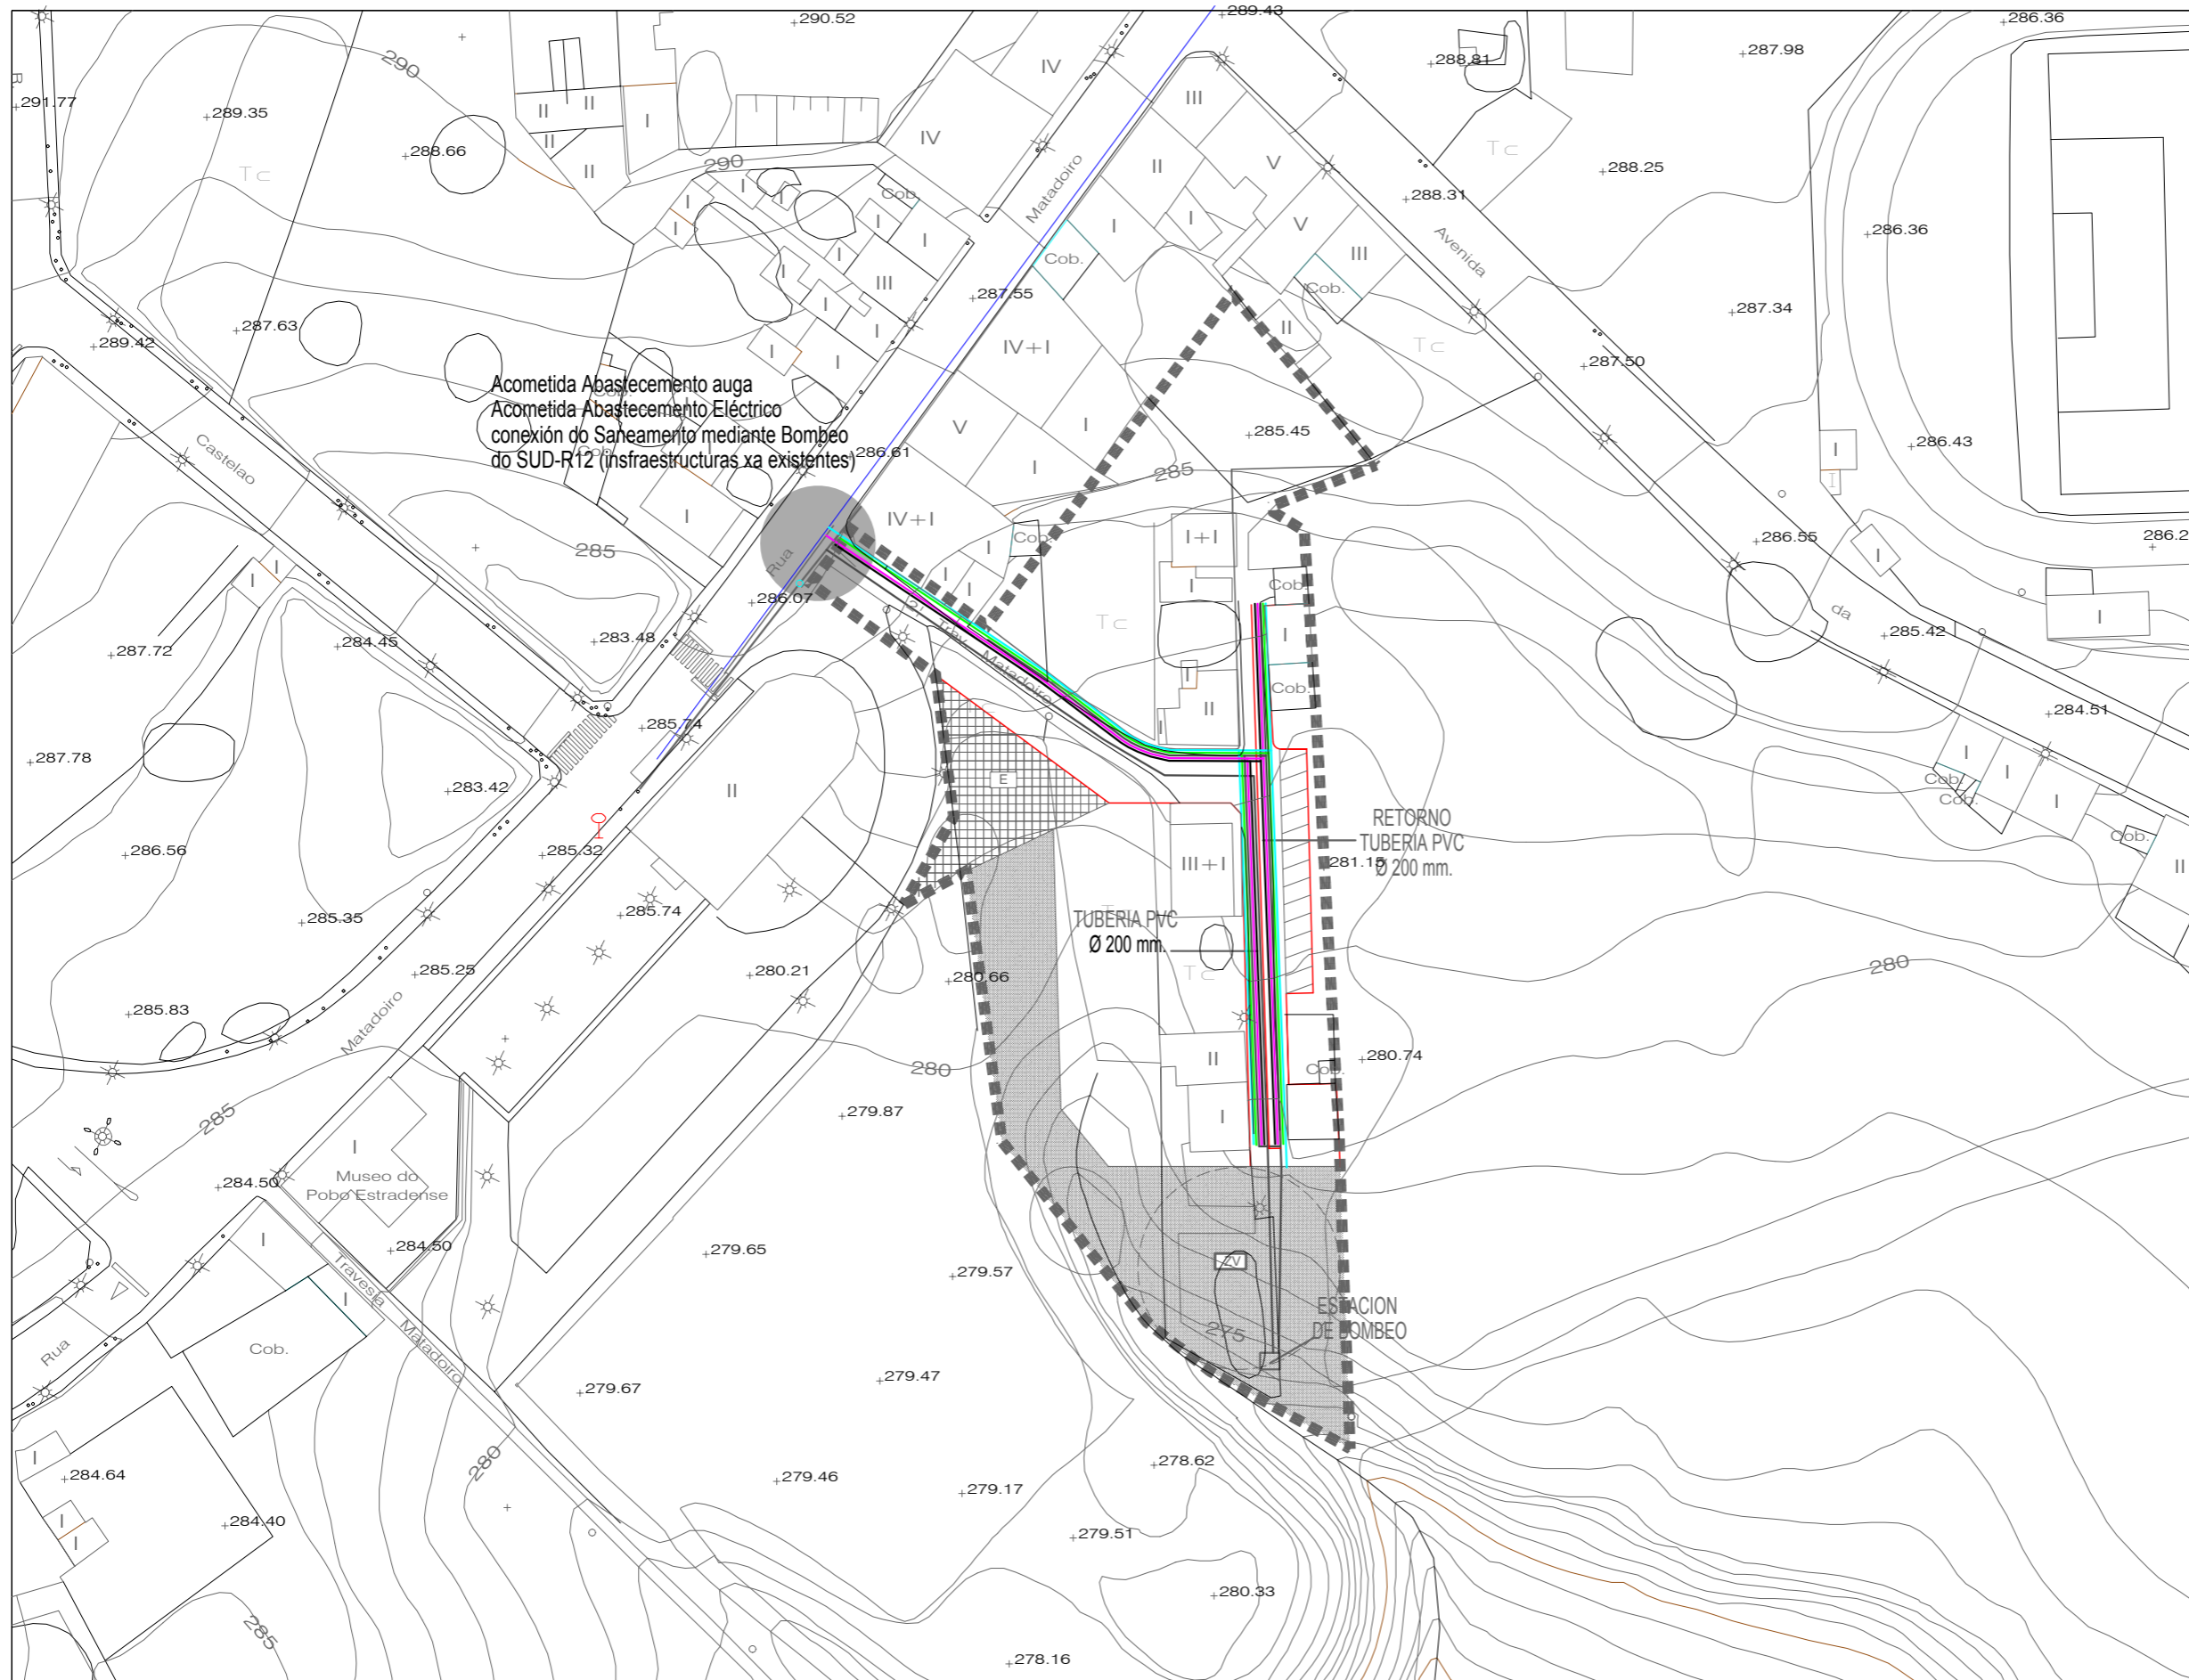 290.52
289.43
286.36
290
IV
288.81
287.98
291.77
289.35
II
II
I
III
IV
288.66
II
290
II
V
Tc
288.25
Tc
II
I
Cob.
288.31
Matadoiro
I
I
I
I
V
III
286.36
Avenida
I
I
Cob.
I
III
Cob.
287.55
287.34
287.63
I
I
II
289.42
I
I
IV+I
Tc
287.50
Acometida Abastecemento auga
Acometida Abastecemento Eléctrico
conexión do Saneamento mediante Bombeo
do SUD-R12 (insfraestructuras xa existentes)
Cob.
I
Cob.
V
I
285.45
286.43
I
I
Castelao
286.61
I
285
I
IV+I
I+I
286.55
285
Cob.
I
Rua
I
I
I
I
I
I
Cob.
286.07
I
da
2ª Trav.
Matadoiro
Tc
I
285.42
287.72
284.45
283.48
I
II
I
Cob.
284.51
285.74
287.78
283.42
II
E
I
I
I
Cob.
Cob.
RETORNO
TUBERIA PVC
Ø 200 mm.
286.56
285.32
III+I
281.15
Cob.
II
285.35
285.74
TUBERIA PVC
Ø 200 mm.
Tc
285.25
280.21
280.66
280
285.83
Matadoiro
280
II
280.74
Cob.
285
279.87
I
I
Museo do
Pobo Estradense
284.50
284.50
I
279.65
279.57
ZV
Travesía
I
Matadoiro
ESTACION
DE BOMBEO
275
Rua
Cob.
279.67
279.47
I
284.64
280
279.46
279.17
278.62
I
I
284.40
279.51
285
280.33
278.16